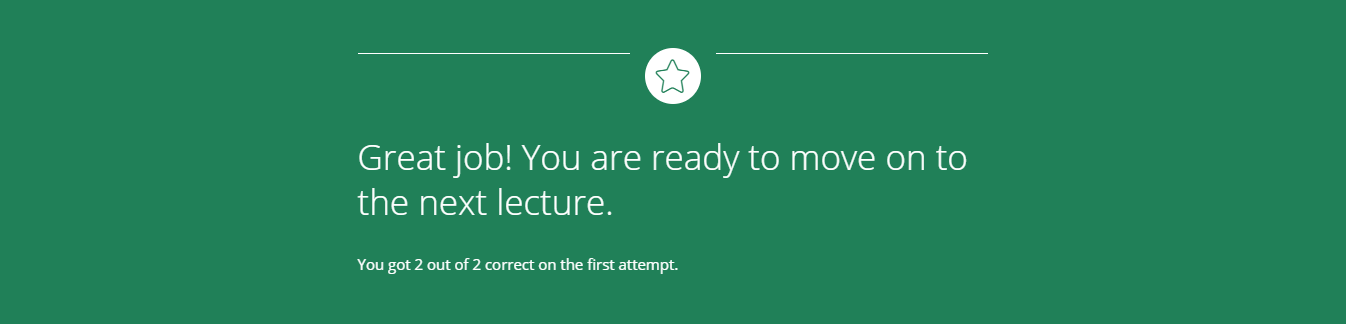 Great job! You are ready to move on to
the next lecture.
You got 2 out of 2 correct on the first attempt.